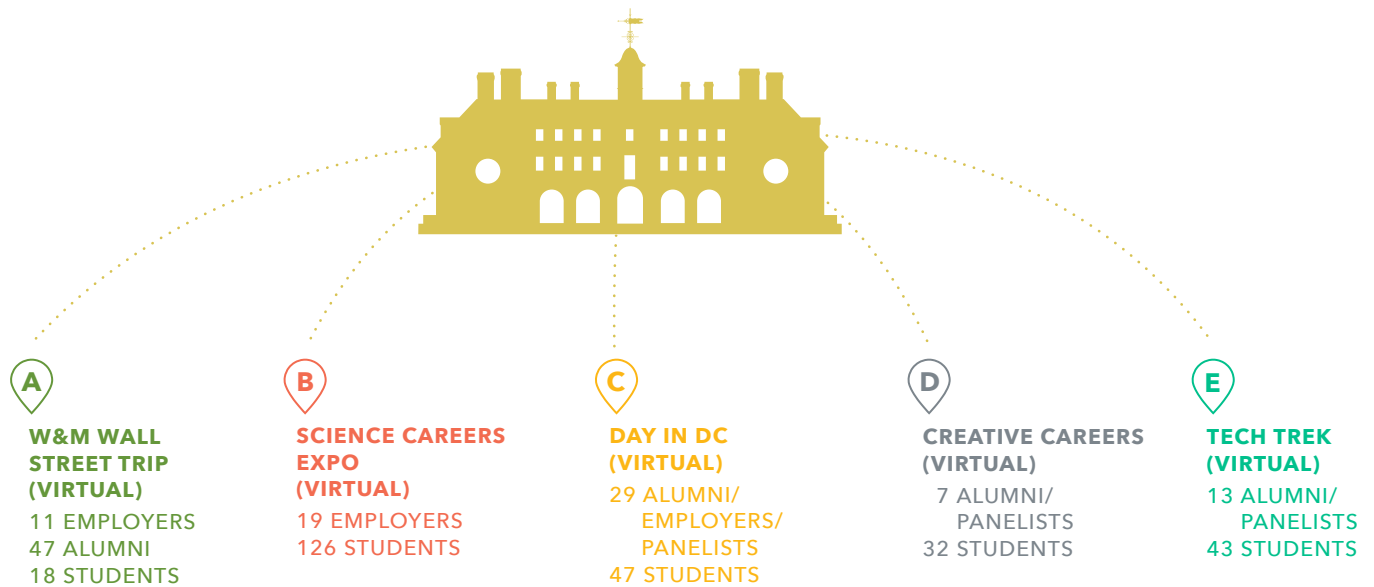 A
W&M WALL
STREET TRIP
(VIRTUAL)
11 EMPLOYERS
47 ALUMNI
18 STUDENTS
B
SCIENCE CAREERS
EXPO
(VIRTUAL)
19 EMPLOYERS
126 STUDENTS
C
DAY IN DC
(VIRTUAL)
29 ALUMNI/
EMPLOYERS/
PANELISTS
47 STUDENTS
D
CREATIVE CAREERS
(VIRTUAL)
7 ALUMNI/
PANELISTS
32 STUDENTS
E
TECH TREK
(VIRTUAL)
13 ALUMNI/
PANELISTS
43 STUDENTS